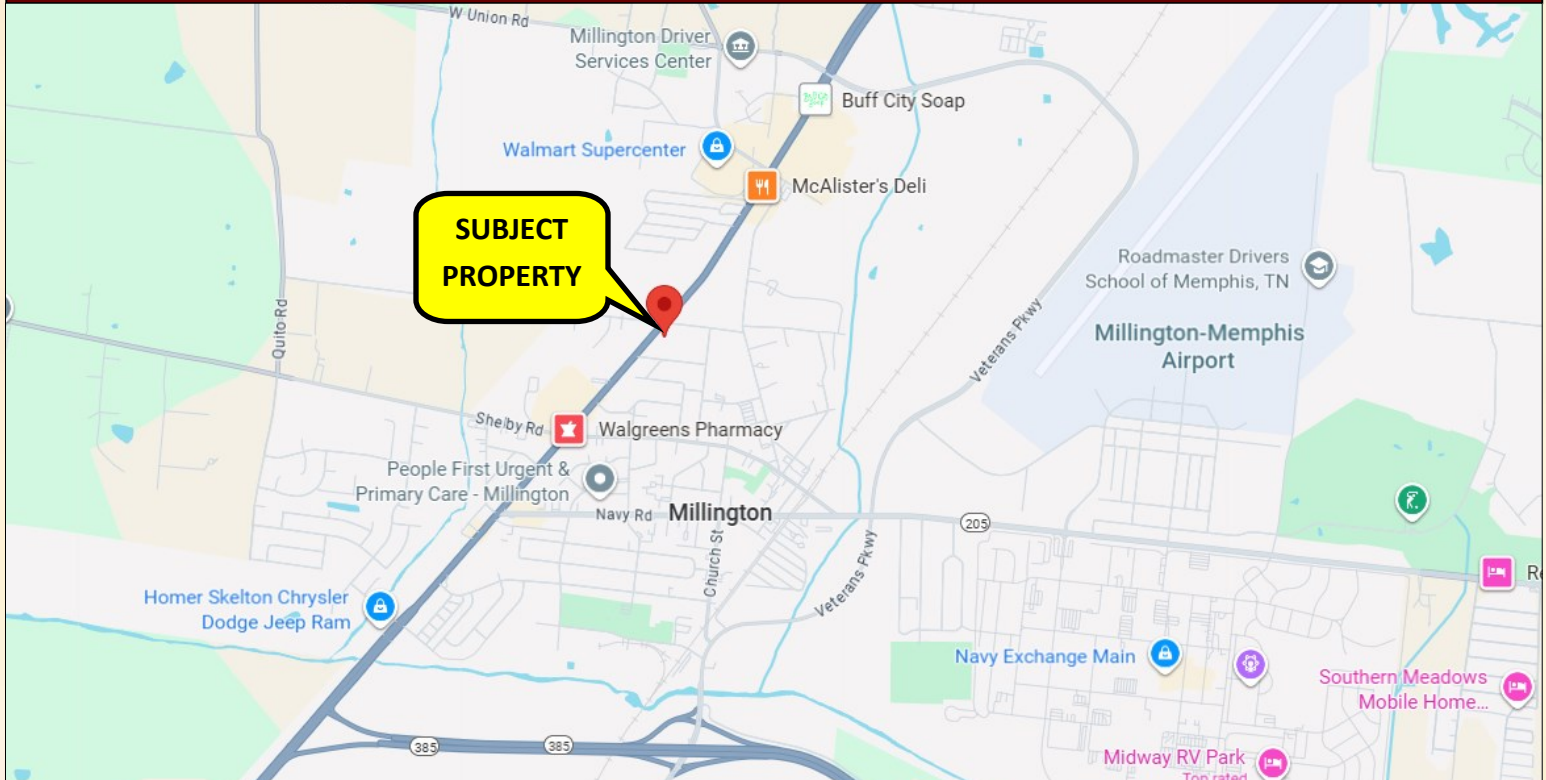 W Union Rd
Millington Driver
Services Center
Buff City Soap
Walmart Supercenter
McAlister's Deli
SUBJECT
PROPERTY
Roadmaster Drivers
School of Memphis, TN
Quito Rd
Veterans Pkwy
Millington-Memphis
Airport
Shelby Rd
Walgreens Pharmacy
People First Urgent &
Primary Care - Millington
Navy Rd
Millington
205
Church St
Veterans Pkwy
Re
Homer Skelton Chrysler
Dodge Jeep Ram
Navy Exchange Main
Southern Meadows
Mobile Home...
385
385
Midway RV Park
Top rated